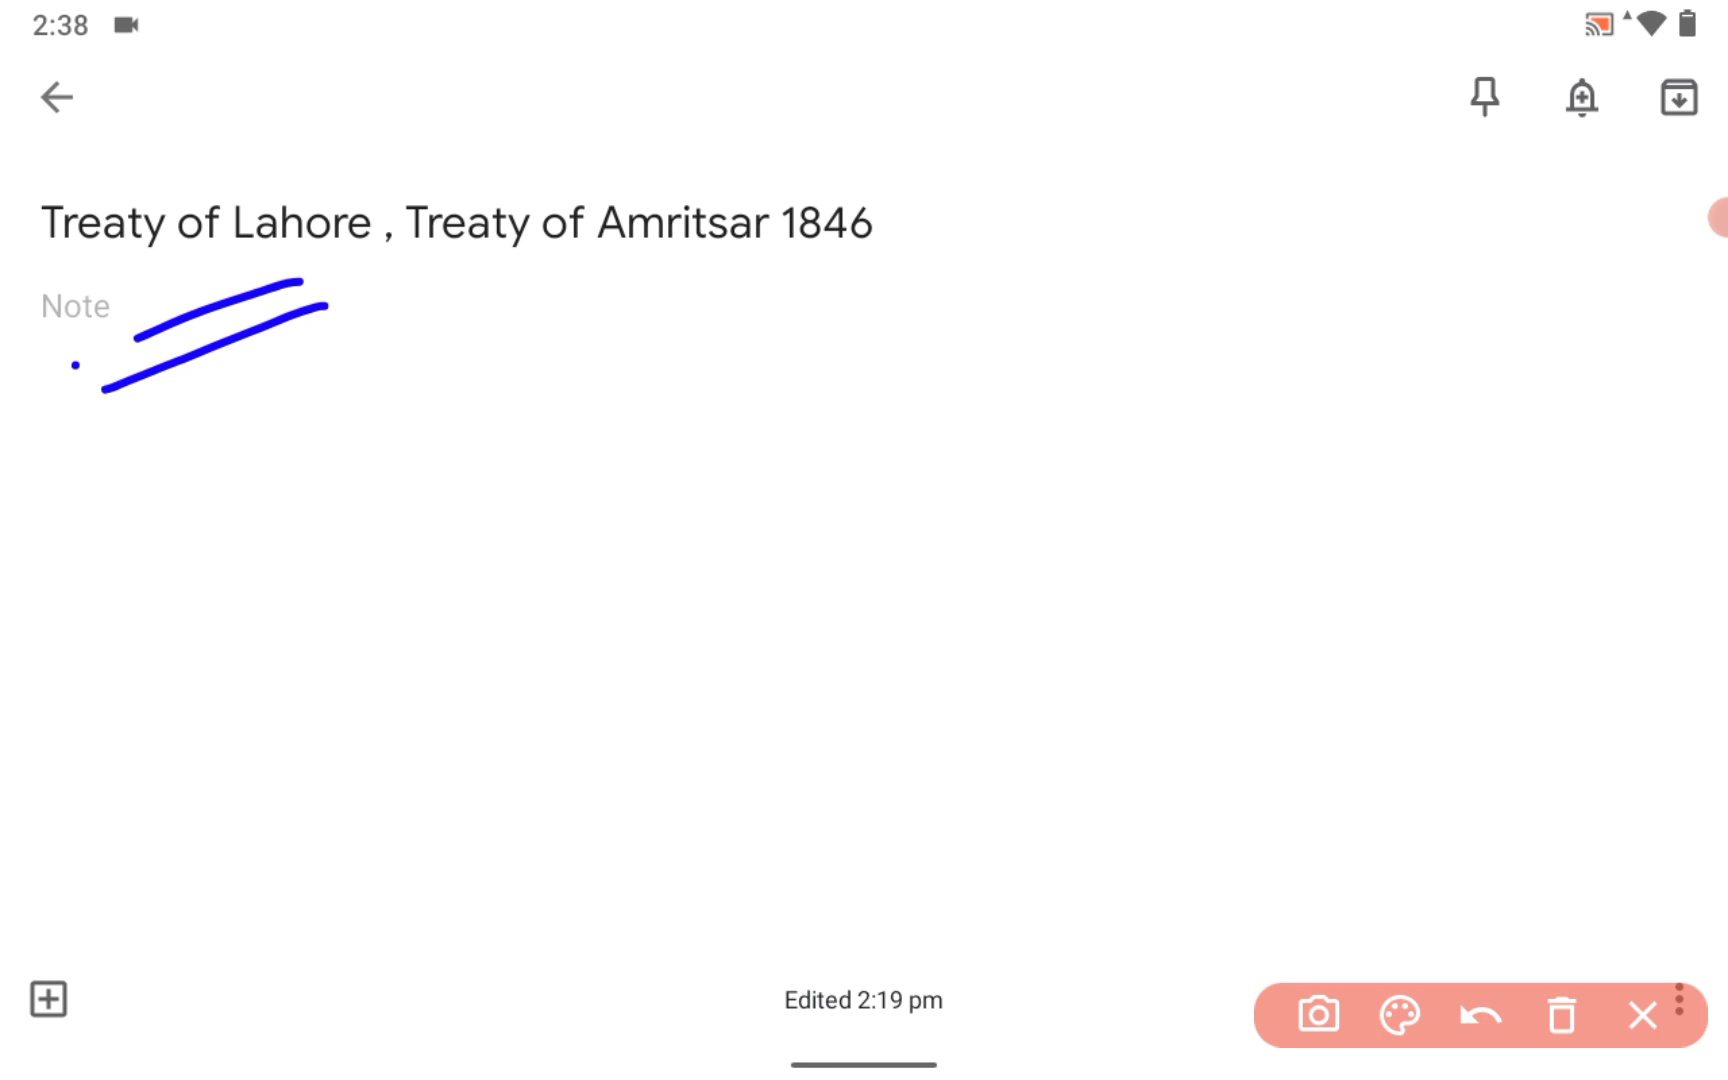 2:38
Treaty of Lahore , Treaty of Amritsar 1846
Note
Edited 2:19 pm